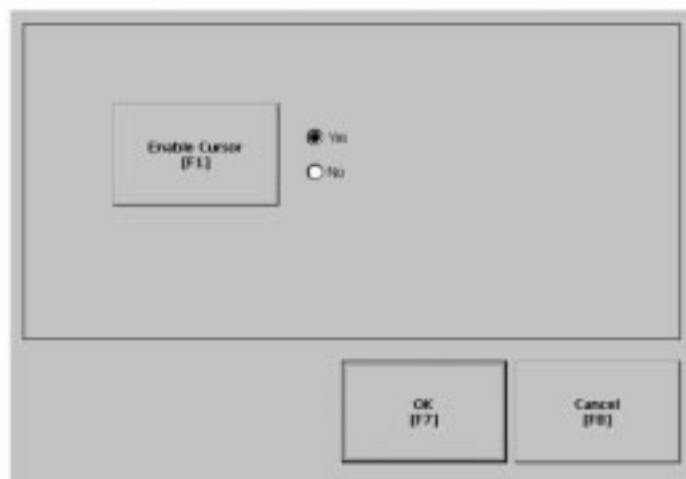 Enable Cursor
[F1]
Yes
No
OK
[F7]
Cancel
[F8]